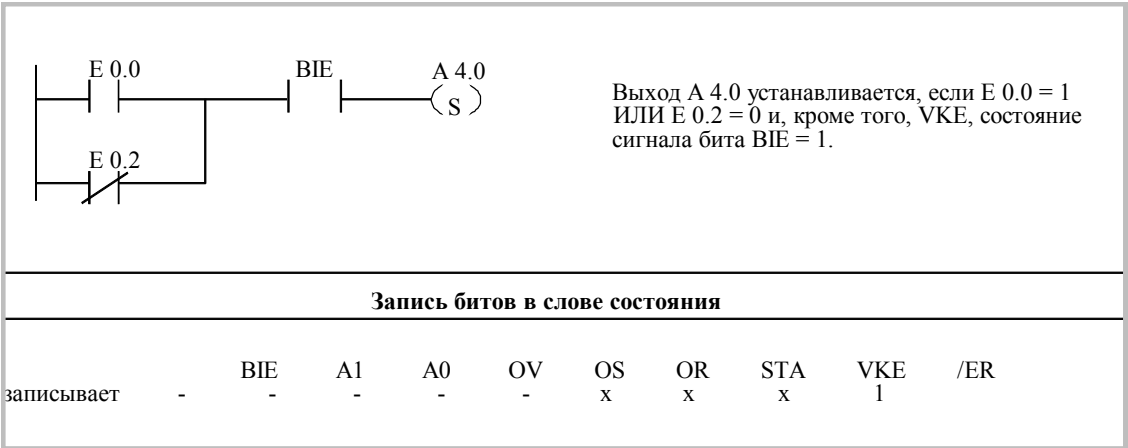 E 0.0 BIE A 4.0
S
E 0.2
Выход A 4.0 устанавливается, если E 0.0 = 1
ИЛИ E 0.2 = 0 и, кроме того, VKE, состояние
сигнала бита BIE = 1.
Запись битов в слове состояния
BIE A1 A0 OV OS OR STA VKE /ER
записывает - - - - - x x x 1